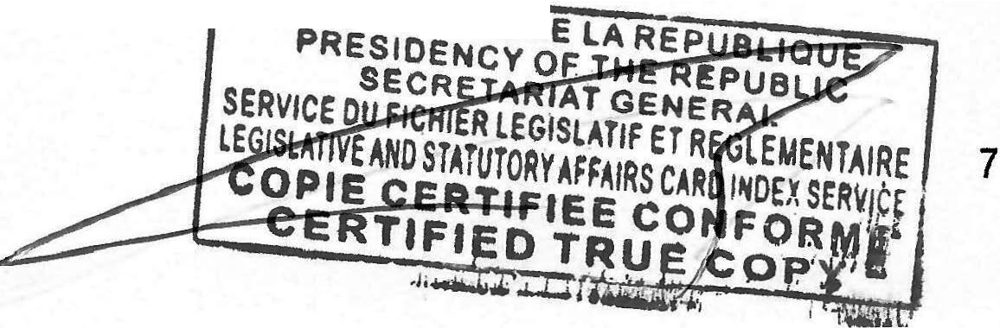 E LA REPUBLIQUE
PRESIDENCY OF THE REPUBLIC
SECRETARIAT GENERAL
SERVICE DU FICHIER LEGISLATIF ET REGLEMENTAIRE
LEGISLATIVE AND STATUTORY AFFAIRS CARD INDEX SERVICE
COPIE CERTIFIEE CONFORME
CERTIFIED TRUE COPY
7